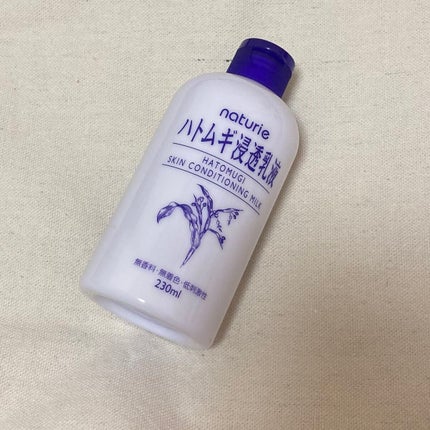 naturie
ハトムギ浸透乳液
HATOMUGI
SKIN CONDITIONING MILK
無香料・無着色・低刺激性
230ml